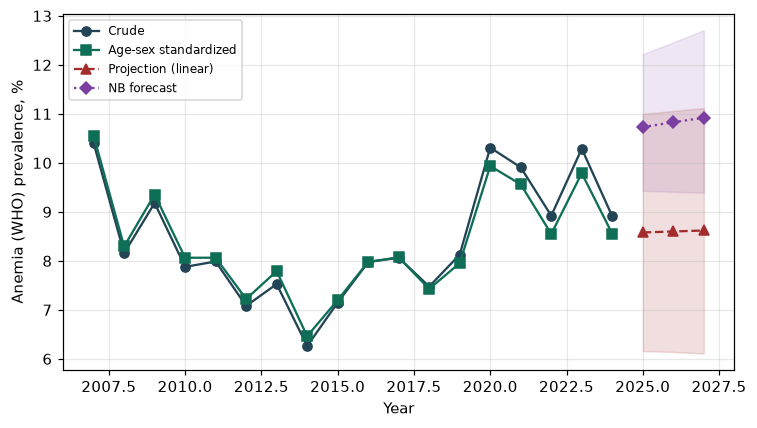 Crude
Age-sex standardized
Projection (linear)
NB forecast
Anemia (WHO) prevalence, %
13
12
11
10
9
8
7
6
2007.5 2010.0 2012.5 2015.0 2017.5 2020.0 2022.5 2025.0 2027.5
Year